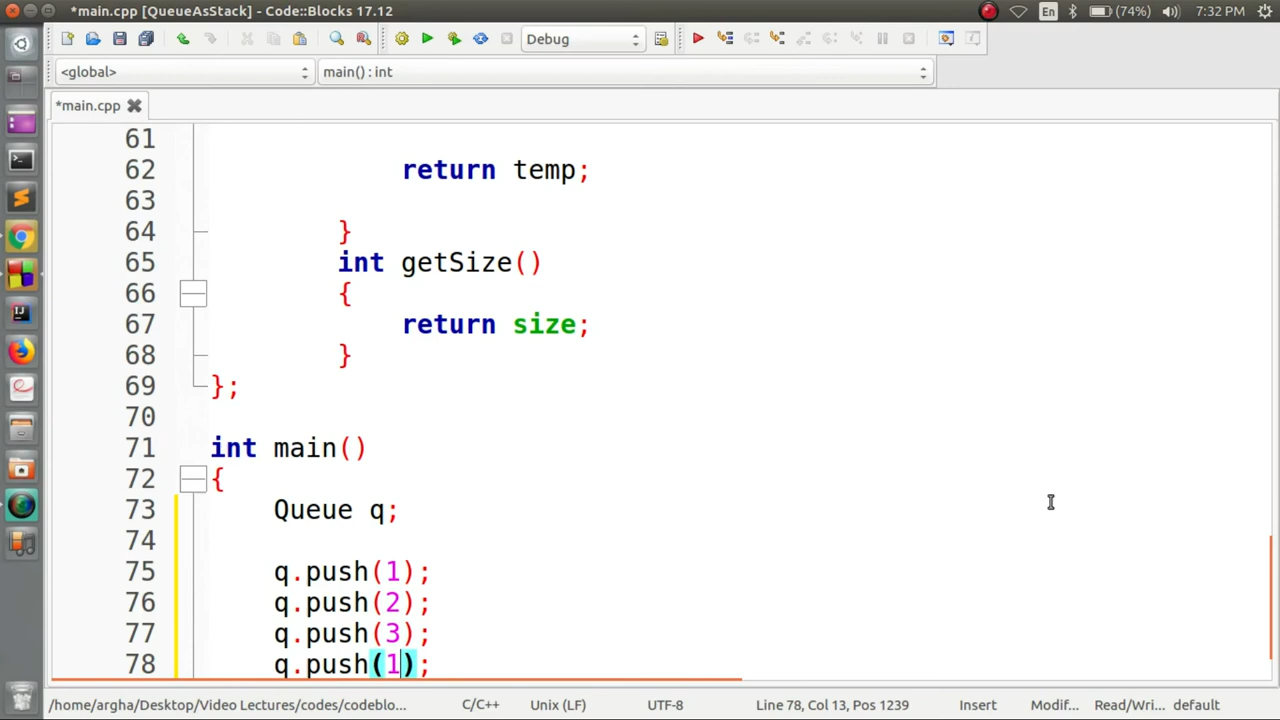 *main.cpp [QueueAsStack] - Code::Blocks 17.12
En (74%) 7:32 PM
Debug
<global> main() : int
*main.cpp
61
62 return temp;
63
64 }
65 int getSize()
66 {
67 return size;
68 }
69 };
70
71 int main()
72 {
73 Queue q;
74
75 q.push(1);
76 q.push(2);
77 q.push(3);
78 q.push(1);
/home/argha/Desktop/Video Lectures/codes/codeblo... C/C++ Unix (LF) UTF-8 Line 78, Col 13, Pos 1239 Insert Modif... Read/Wri... default